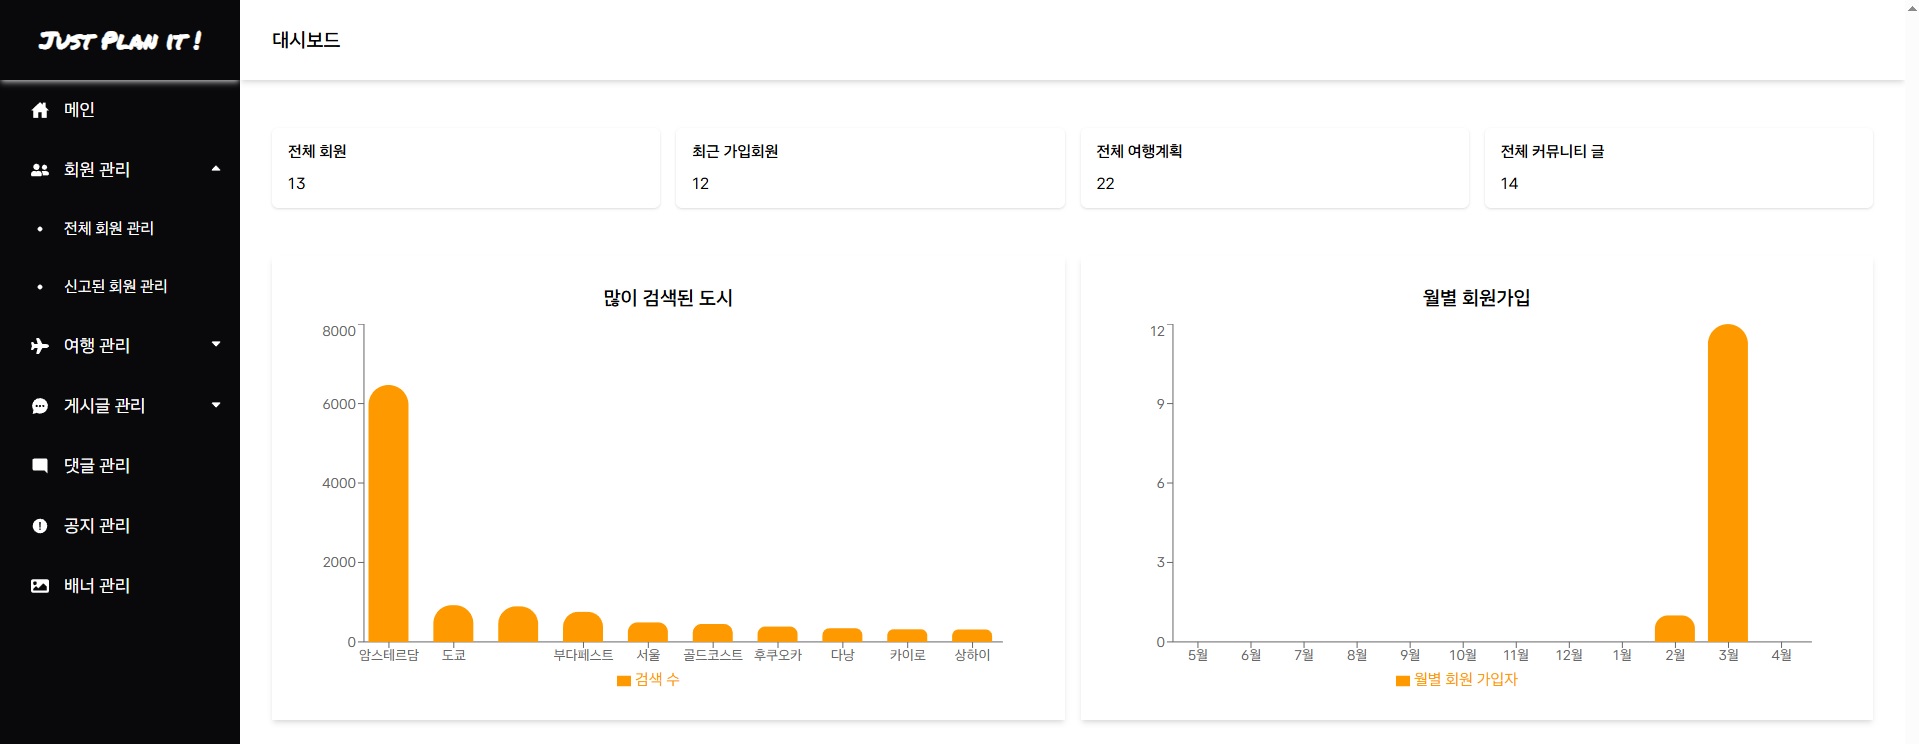 Just Plan it !
대시보드
메인
회원 관리
전체 회원 관리
신고된 회원 관리
여행 관리
게시글 관리
댓글 관리
공지 관리
배너 관리
전체 회원
13
최근 가입회원
12
전체 여행계획
22
전체 커뮤니티 글
14
많이 검색된 도시
8000
6000
4000
2000
0
암스테르담 도쿄 부다페스트 서울 골드코스트 후쿠오카 다낭 카이로 상하이
검색 수
월별 회원가입
12
9
6
3
0
5월 6월 7월 8월 9월 10월 11월 12월 1월 2월 3월 4월
월별 회원 가입자